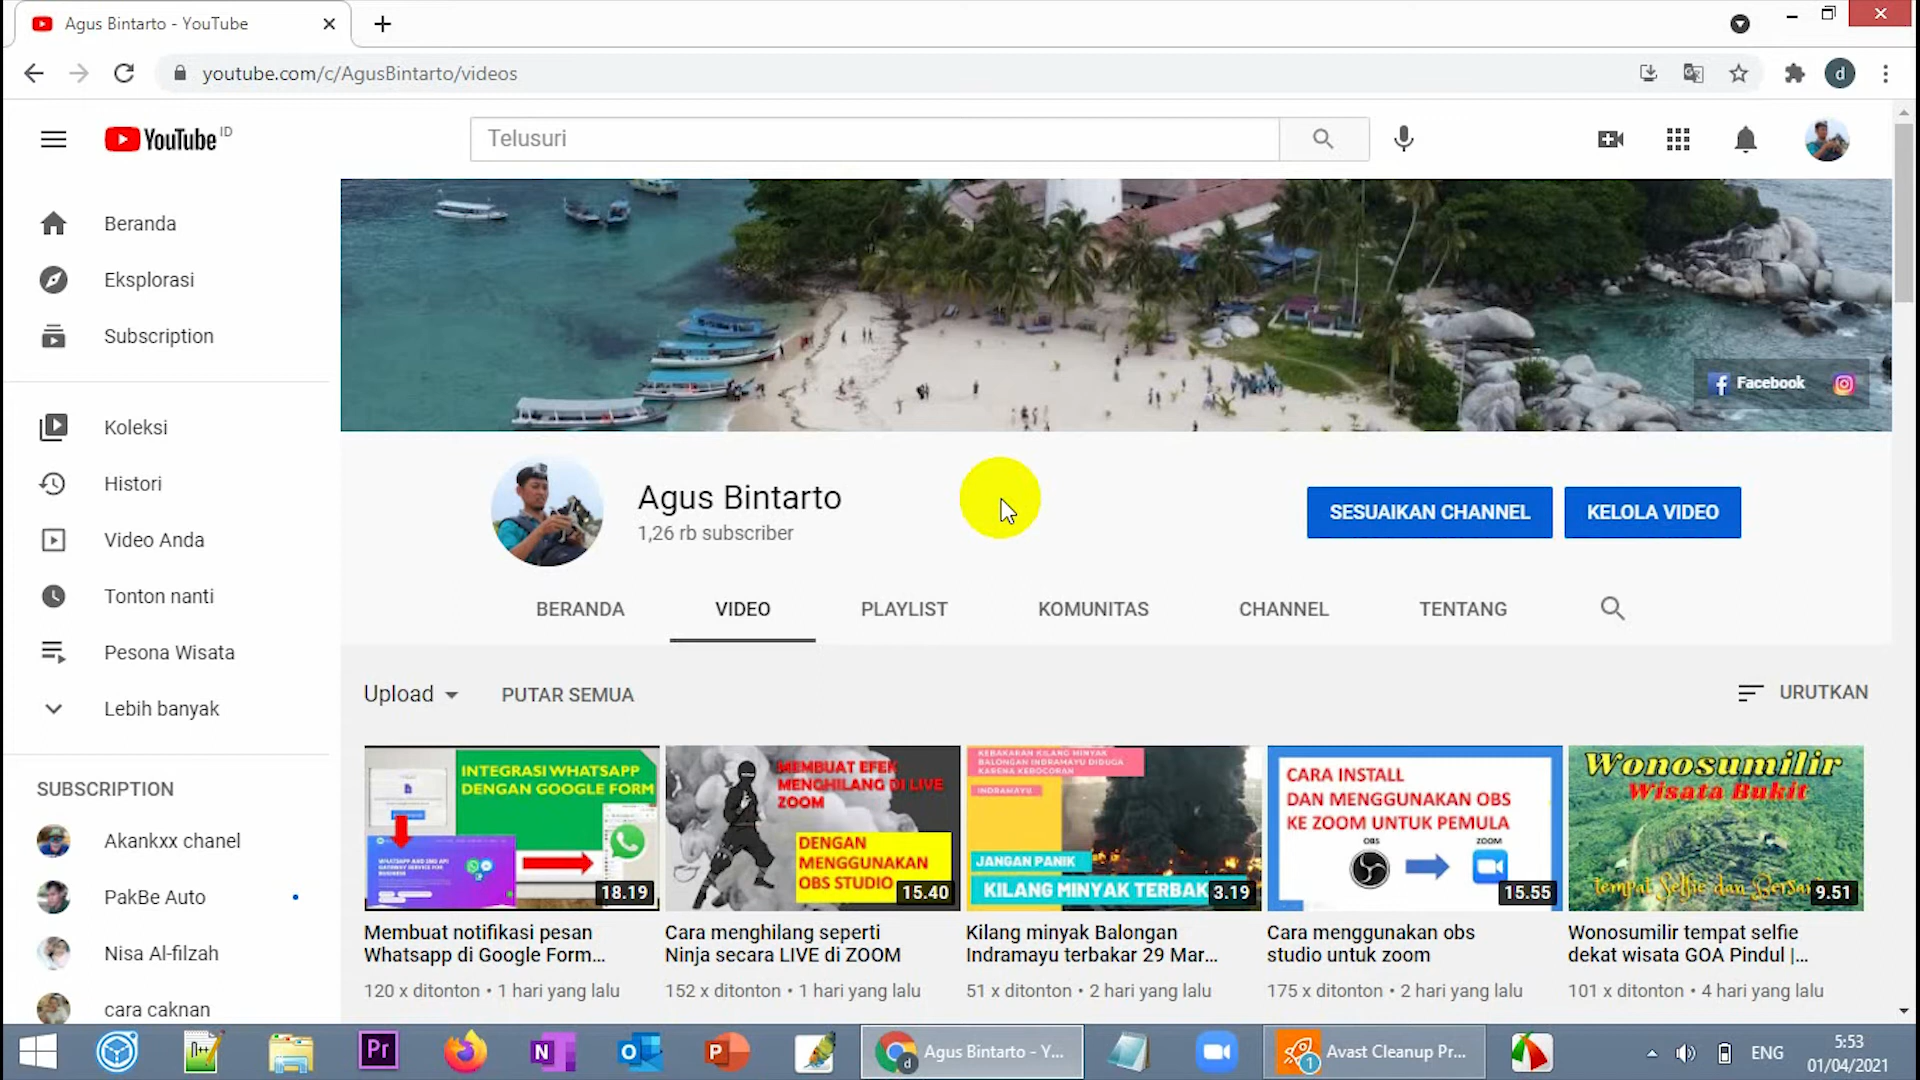 Agus Bintarto - YouTube
youtube.com/c/AgusBintarto/videos
d
YouTube ID
Telusuri
Beranda
Eksplorasi
Subscription
Koleksi
Histori
Video Anda
Tonton nanti
Pesona Wisata
Lebih banyak
SUBSCRIPTION
Akankxx chanel
PakBe Auto
Nisa Al-filzah
cara caknan
Facebook
Agus Bintarto
1,26 rb subscriber
SESUAIKAN CHANNEL
KELOLA VIDEO
BERANDA
VIDEO
PLAYLIST
KOMUNITAS
CHANNEL
TENTANG
Upload
PUTAR SEMUA
URUTKAN
INTEGRASI WHATSAPP
DENGAN GOOGLE FORM
WHATSAPP AND SMS API
GATEWAY SERVICE FOR
BUSINESS
18.19
Membuat notifikasi pesan
Whatsapp di Google Form...
120 x ditonton • 1 hari yang lalu
MEMBUAT EFEK
MENGHILANG DI LIVE
ZOOM
DENGAN
MENGGUNAKAN
OBS STUDIO
15.40
Cara menghilang seperti
Ninja secara LIVE di ZOOM
152 x ditonton • 1 hari yang lalu
KEBAKARAN KILANG MINYAK
BALONGAN INDRAMAYU DIDUGA
KARENA KEBOCORAN
INDRAMAYU
JANGAN PANIK
KILANG MINYAK TERBAK
3.19
Kilang minyak Balongan
Indramayu terbakar 29 Mar...
51 x ditonton • 2 hari yang lalu
CARA INSTALL
DAN MENGGUNAKAN OBS
KE ZOOM UNTUK PEMULA
OBS
ZOOM
15.55
Cara menggunakan obs
studio untuk zoom
175 x ditonton • 2 hari yang lalu
Wonosumilir
Wisata Bukit
tempat Selfie dan Bersan
9.51
Wonosumilir tempat selfie
dekat wisata GOA Pindul |...
101 x ditonton • 4 hari yang lalu
n++
Pr
N
O
P
d
Agus Bintarto - Y...
1
Avast Cleanup Pr...
ENG
5:53
01/04/2021